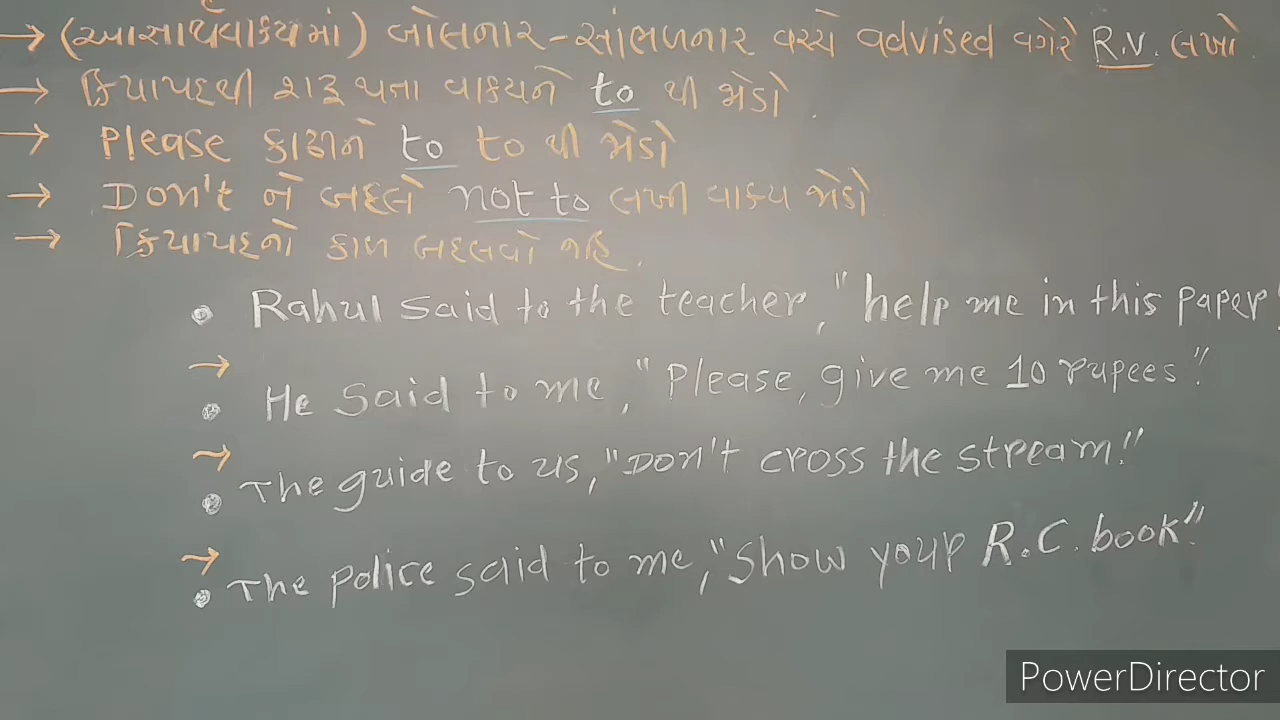 → (આજ્ઞાર્થવાક્યમાં) બોલનાર-સાંભળનાર વચ્ચે advised વગેરે R.V. લખો.
→ ક્રિયાપદથી શરૂ થતા વાક્યને to થી જોડો.
→ Please કાઢીને to to થી જોડો
→ Don't ને બદલે not to લખી વાક્ય જોડો
→ ક્રિયાપદનો કાળ બદલવો નહિ.
• Rahul said to the teacher, "help me in this paper.
→
• He said to me, "Please, give me 10 rupees".
→
• The guide to us, "Don't cross the stream."
→
• The police said to me, "Show your R.C. book".
PowerDirector